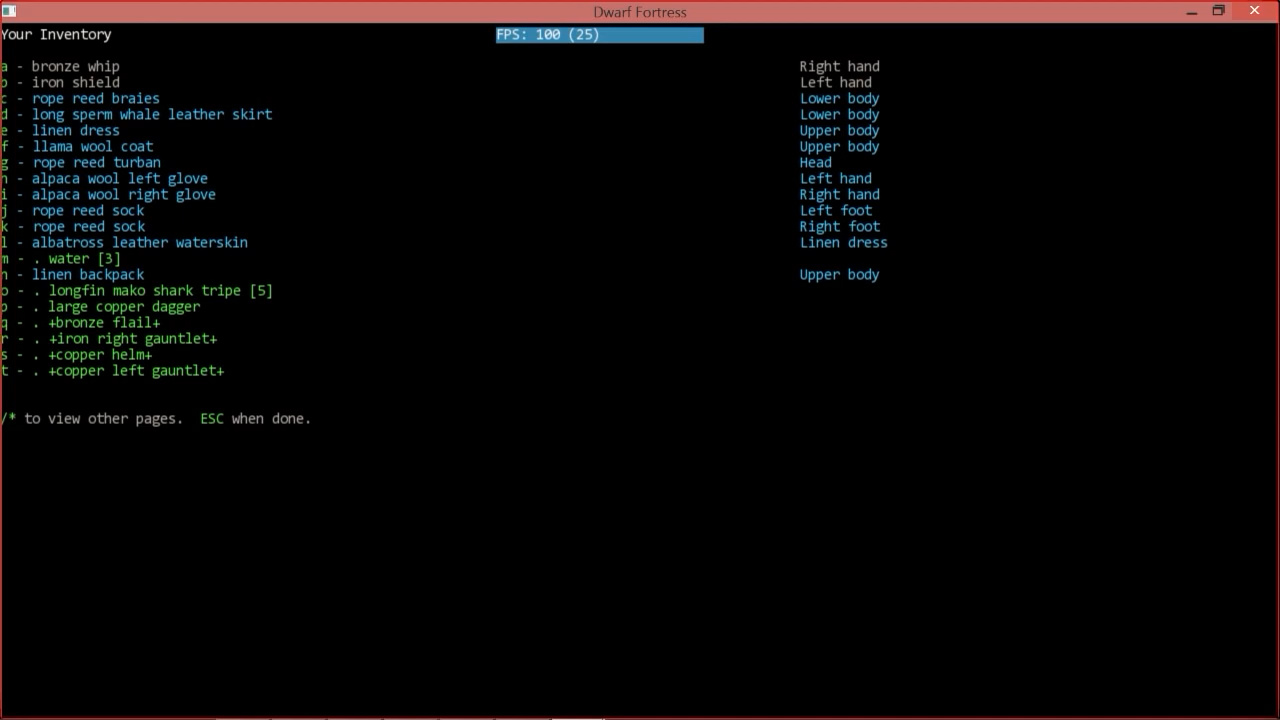 Dwarf Fortress
Your Inventory FPS: 100 (25)
a - bronze whip Right hand
b - iron shield Left hand
c - rope reed braies Lower body
d - long sperm whale leather skirt Lower body
e - linen dress Upper body
f - llama wool coat Upper body
g - rope reed turban Head
h - alpaca wool left glove Left hand
i - alpaca wool right glove Right hand
j - rope reed sock Left foot
k - rope reed sock Right foot
l - albatross leather waterskin Linen dress
m - . water [3]
n - linen backpack Upper body
o - . longfin mako shark tripe [5]
p - . large copper dagger
q - . +bronze flail+
r - . +iron right gauntlet+
s - . +copper helm+
t - . +copper left gauntlet+
/* to view other pages. ESC when done.